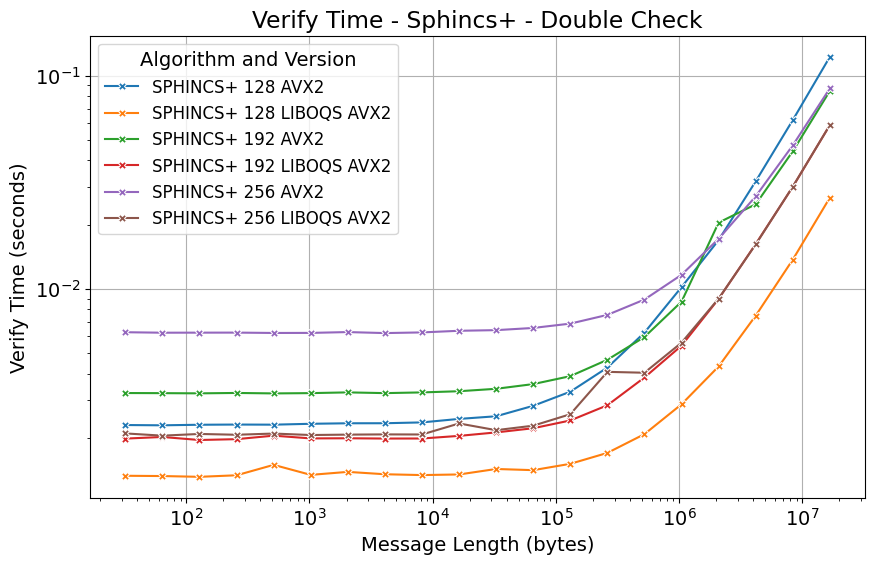 Verify Time - Sphincs+ - Double Check
Algorithm and Version
SPHINCS+ 128 AVX2
SPHINCS+ 128 LIBOQS AVX2
SPHINCS+ 192 AVX2
SPHINCS+ 192 LIBOQS AVX2
SPHINCS+ 256 AVX2
SPHINCS+ 256 LIBOQS AVX2
Verify Time (seconds)
10⁻¹
10⁻²
10² 10³ 10⁴ 10⁵ 10⁶ 10⁷
Message Length (bytes)